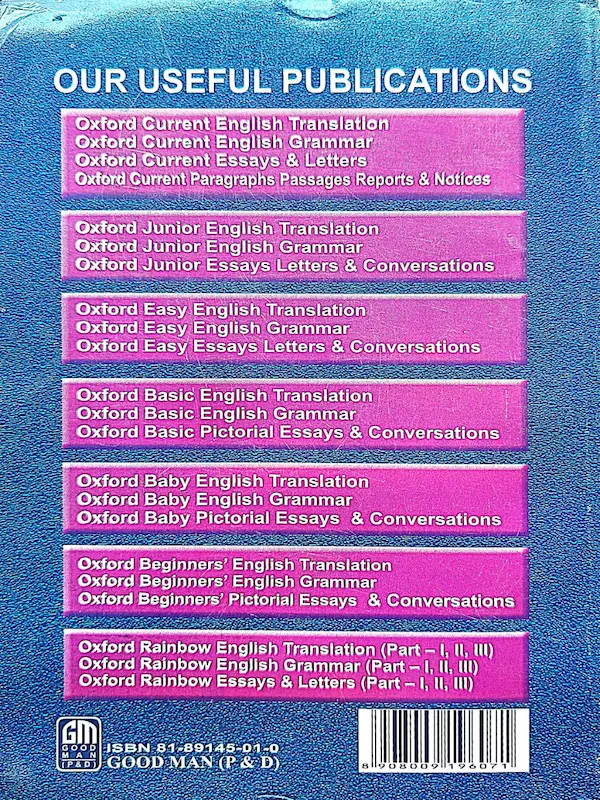 OUR USEFUL PUBLICATIONS
Oxford Current English Translation
Oxford Current English Grammar
Oxford Current Essays & Letters
Oxford Current Paragraphs Passages Reports & Notices
Oxford Junior English Translation
Oxford Junior English Grammar
Oxford Junior Essays Letters & Conversations
Oxford Easy English Translation
Oxford Easy English Grammar
Oxford Easy Essays Letters & Conversations
Oxford Basic English Translation
Oxford Basic English Grammar
Oxford Basic Pictorial Essays & Conversations
Oxford Baby English Translation
Oxford Baby English Grammar
Oxford Baby Pictorial Essays & Conversations
Oxford Beginners' English Translation
Oxford Beginners' English Grammar
Oxford Beginners' Pictorial Essays & Conversations
Oxford Rainbow English Translation (Part – I, II, III)
Oxford Rainbow English Grammar (Part – I, II, III)
Oxford Rainbow Essays & Letters (Part – I, II, III)
GM
GOOD
MAN
(P&D)
ISBN 81-89145-01-0
GOOD MAN (P & D)
8 908009 196071